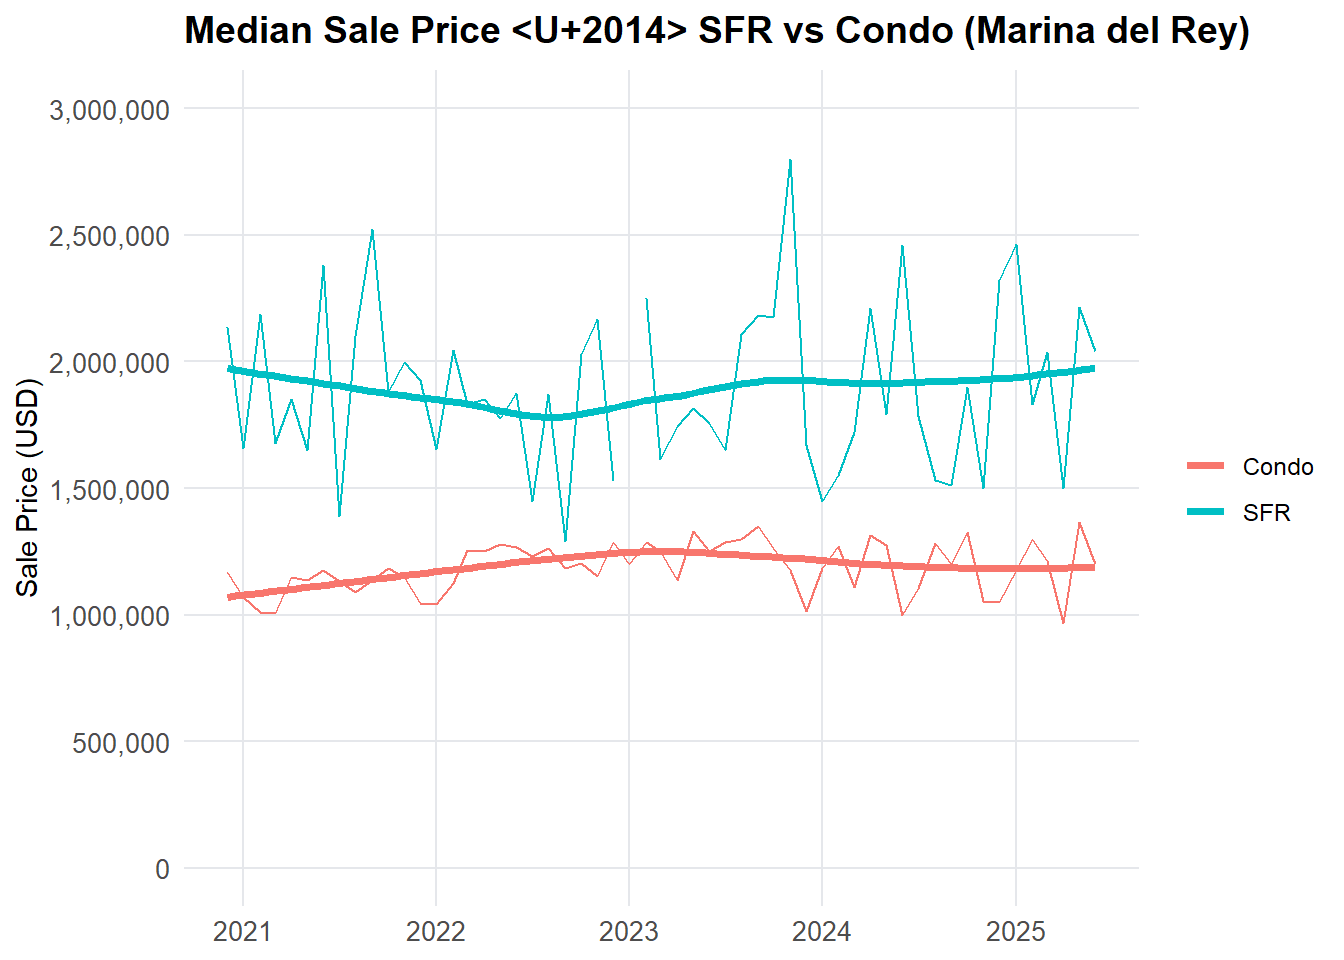 Median Sale Price <U+2014> SFR vs Condo (Marina del Rey)
3,000,000
2,500,000
2,000,000
1,500,000
1,000,000
500,000
0
Sale Price (USD)
2021 2022 2023 2024 2025
Condo
SFR